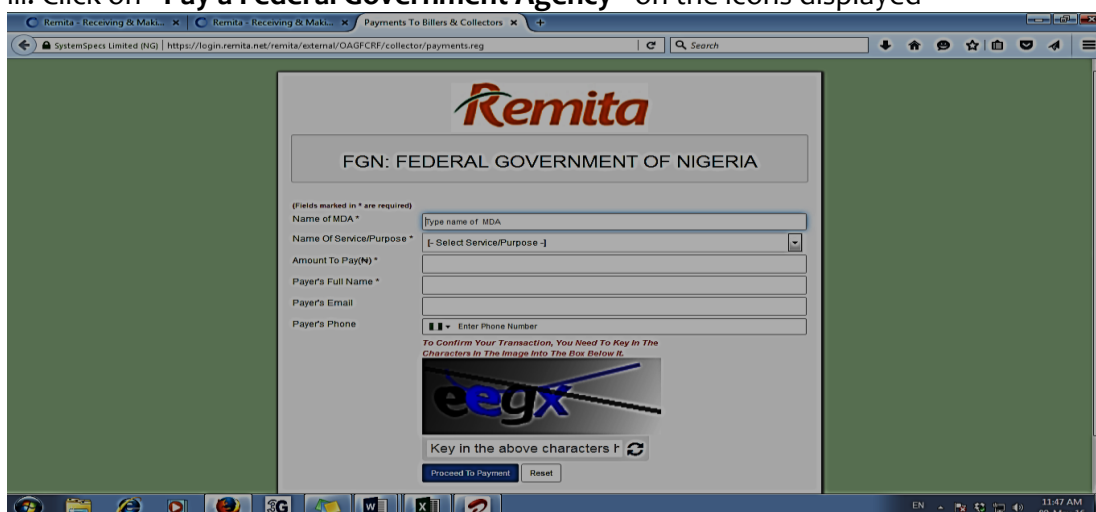 iii. Click on "Pay a Federal Government Agency" on the icons displayed
Remita - Receiving & Maki... × Remita - Receiving & Maki... × Payments To Billers & Collectors × +
SystemSpecs Limited (NG) https://login.remita.net/remita/external/OAGFCRF/collector/payments.reg Search
Remita
FGN: FEDERAL GOVERNMENT OF NIGERIA
(Fields marked in * are required)
Name of MDA * Type name of MDA
Name Of Service/Purpose * [- Select Service/Purpose -]
Amount To Pay(₦) *
Payer's Full Name *
Payer's Email
Payer's Phone Enter Phone Number
To Confirm Your Transaction, You Need To Key In The
Characters In The Image Into The Box Below It.
eegx
Key in the above characters h
Proceed To Payment Reset
3G EN 11:47 AM